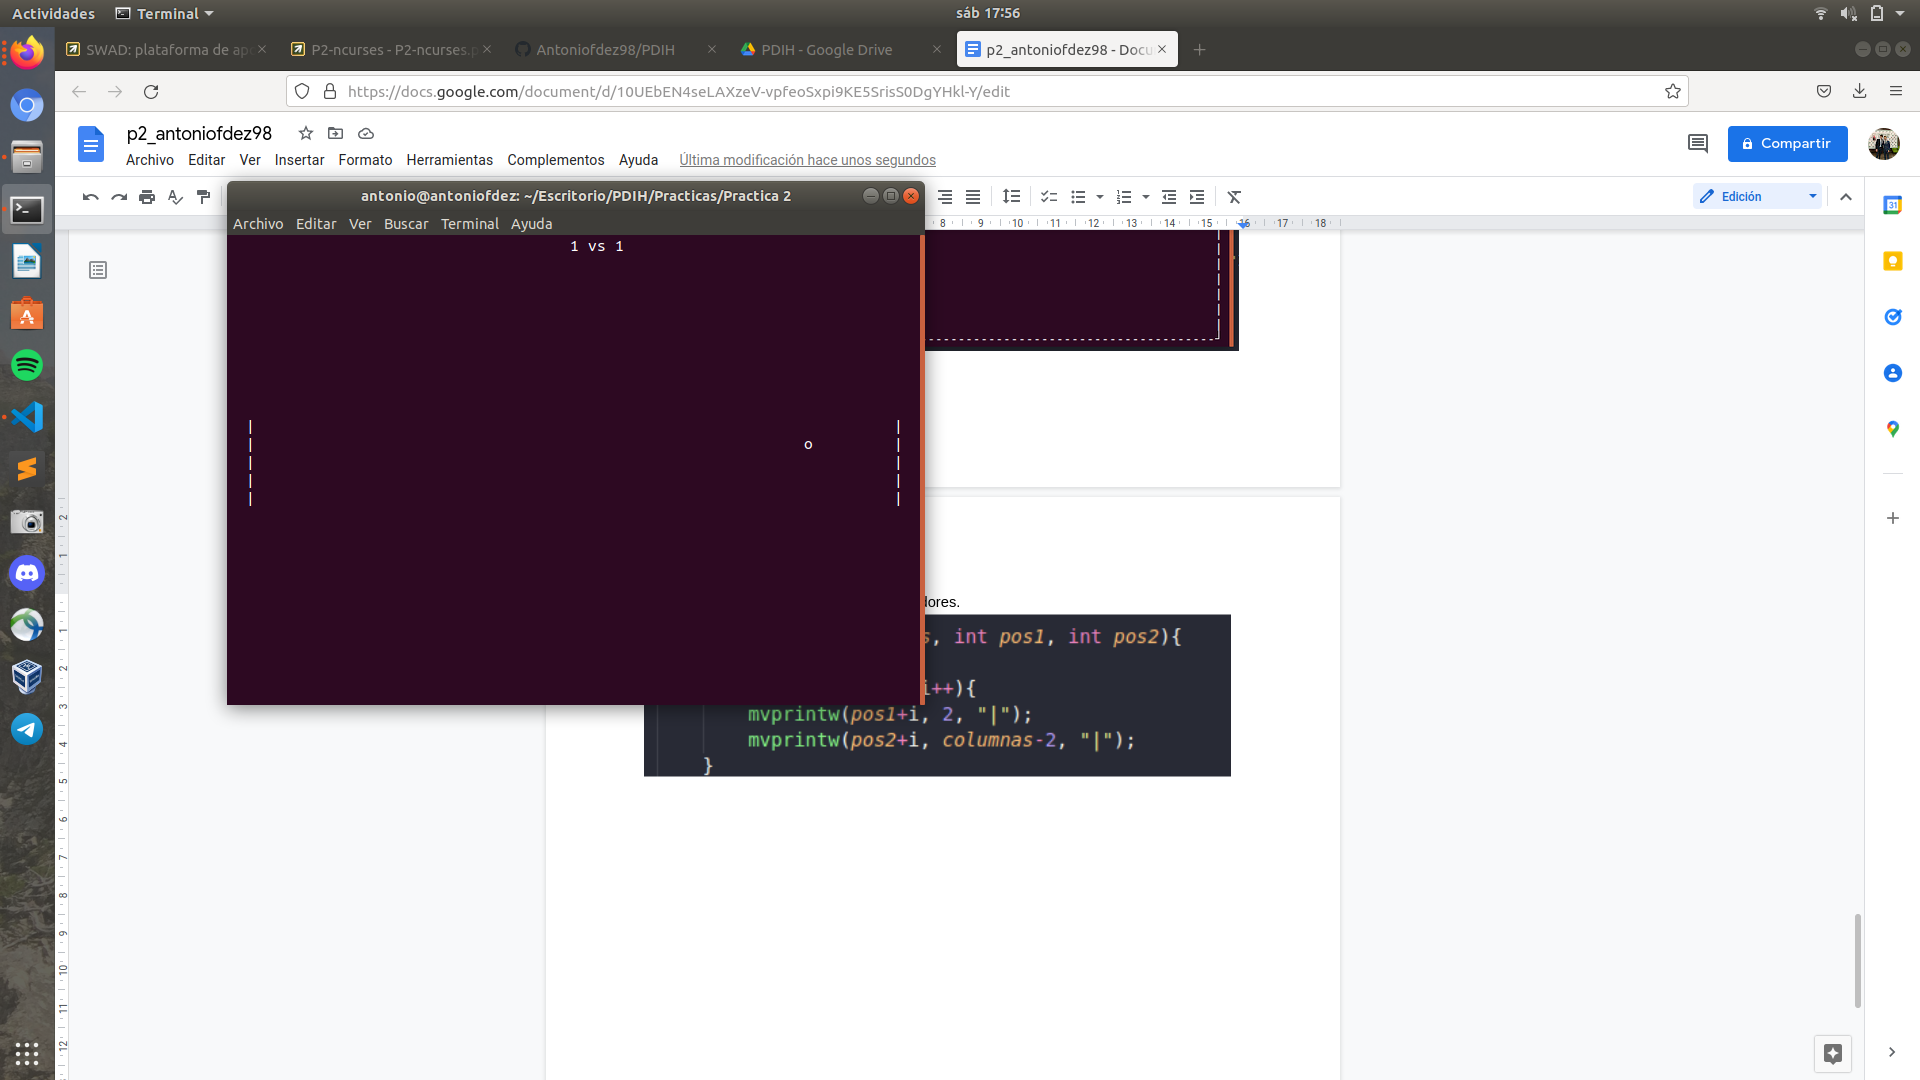 Actividades
Terminal
sáb 17:56
SWAD: plataforma de ap
P2-ncurses - P2-ncurses.p
Antoniofdez98/PDIH
PDIH - Google Drive
p2_antoniofdez98 - Docu
https://docs.google.com/document/d/10UEbEN4seLAXzeV-vpfeoSxpi9KE5SrisS0DgYHkl-Y/edit
p2_antoniofdez98
Archivo Editar Ver Insertar Formato Herramientas Complementos Ayuda Última modificación hace unos segundos
Compartir
Edición
antonio@antoniofdez: ~/Escritorio/PDIH/Practicas/Practica 2
Archivo Editar Ver Buscar Terminal Ayuda
8 9 10 11 12 13 14 15 16 17 18
1 vs 1
| |
| o |
| |
| |
| |
dores.
s, int pos1, int pos2){
i++){
mvprintw(pos1+i, 2, "|");
mvprintw(pos2+i, columnas-2, "|");
}
2
1
1
2
3
4
5
6
7
8
9
10
11
12
31